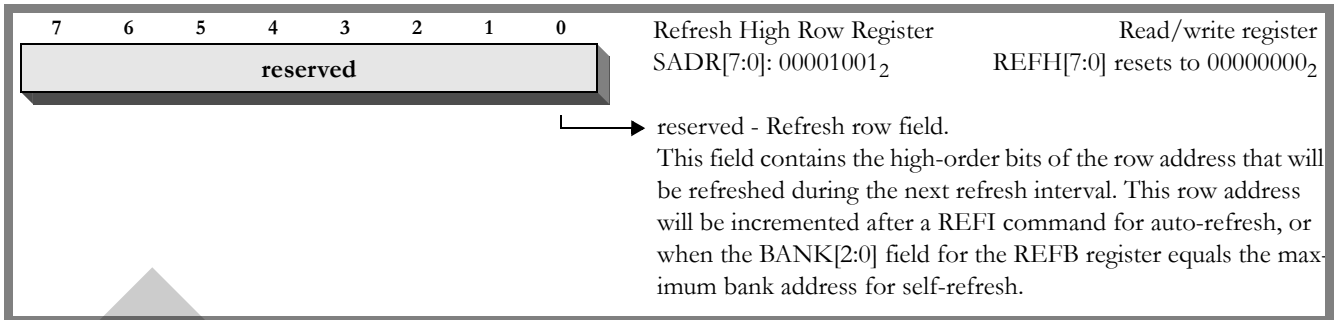 7 6 5 4 3 2 1 0
reserved
Refresh High Row Register Read/write register
SADR[7:0]: 00001001₂ REFH[7:0] resets to 00000000₂
reserved - Refresh row field.
This field contains the high-order bits of the row address that will
be refreshed during the next refresh interval. This row address
will be incremented after a REFI command for auto-refresh, or
when the BANK[2:0] field for the REFB register equals the max-
imum bank address for self-refresh.